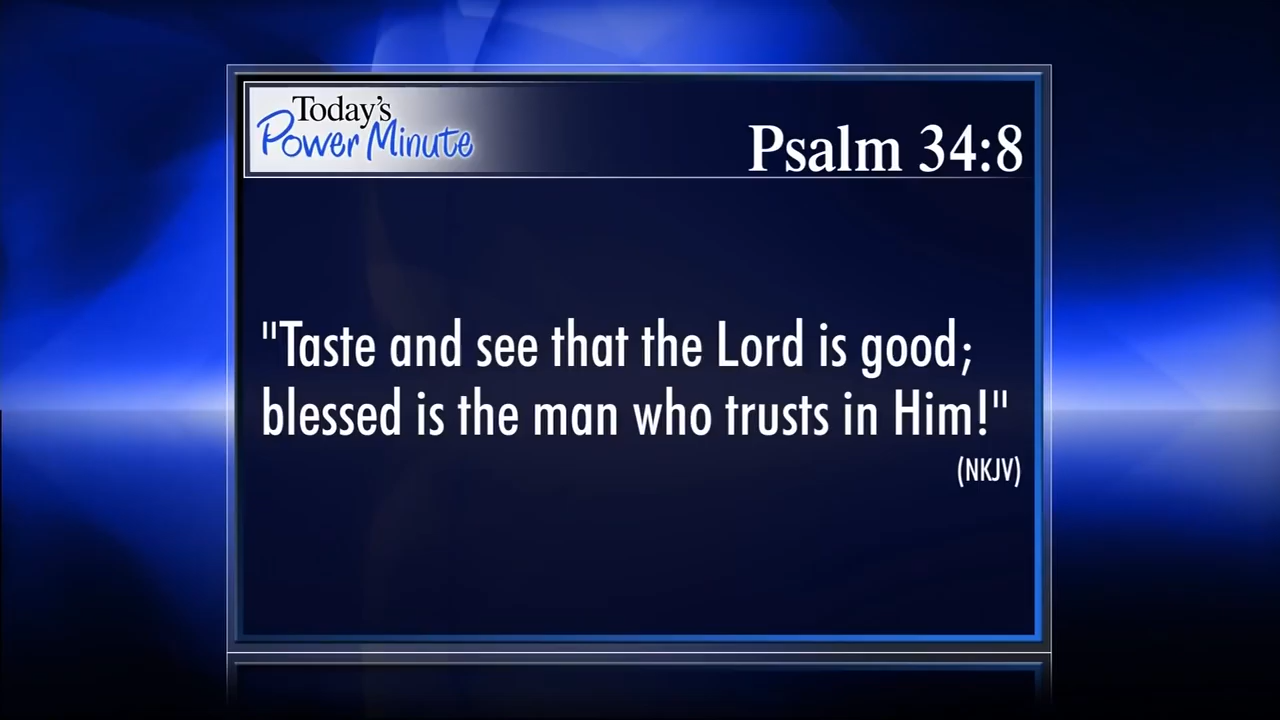 Today's
Power Minute
Psalm 34:8
"Taste and see that the Lord is good;
blessed is the man who trusts in Him!"
(NKJV)